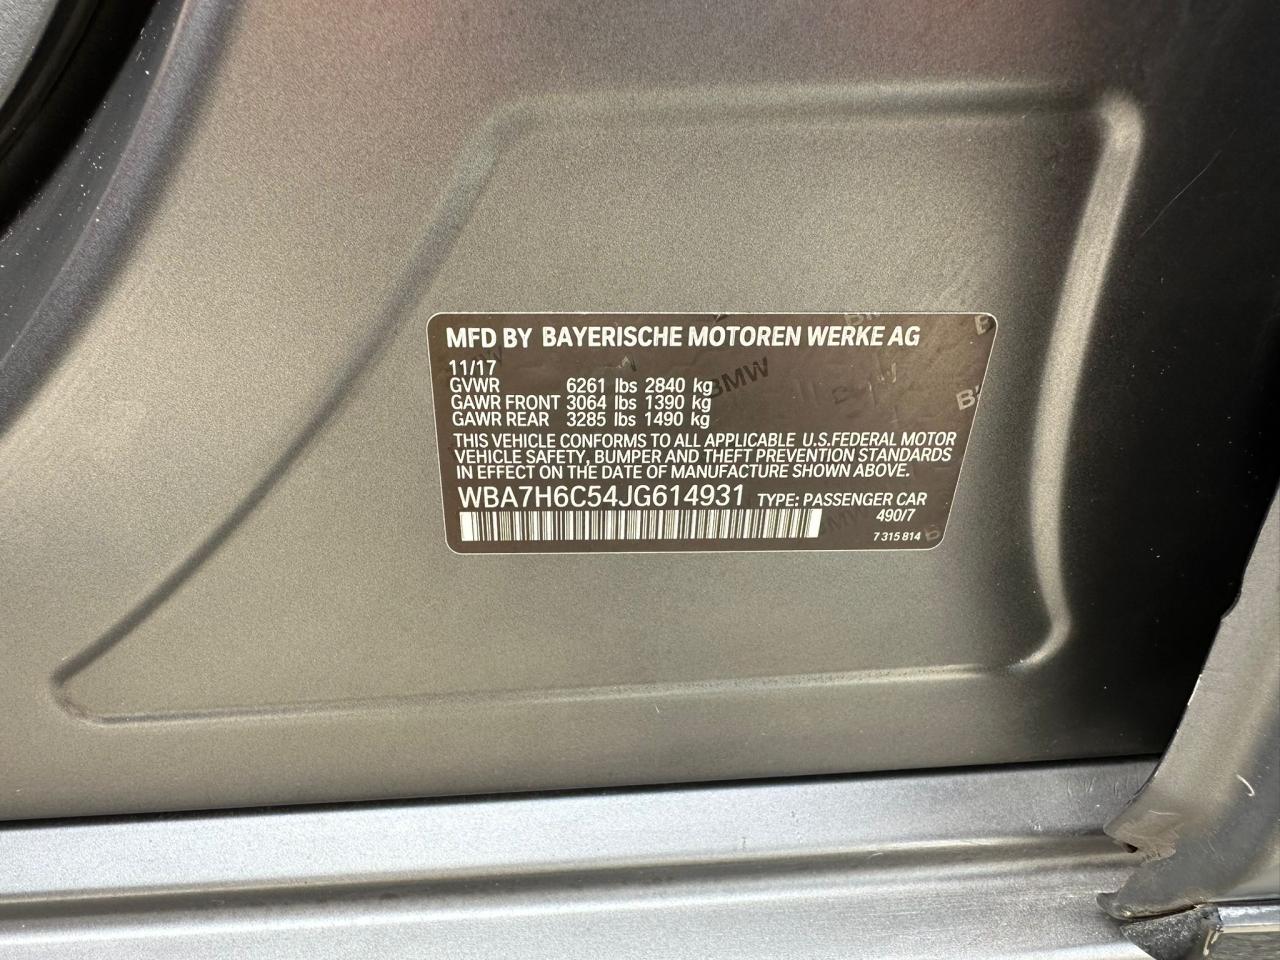 MFD BY BAYERISCHE MOTOREN WERKE AG
11/17
GVWR 6261 lbs 2840 kg
GAWR FRONT 3064 lbs 1390 kg
GAWR REAR 3285 lbs 1490 kg
THIS VEHICLE CONFORMS TO ALL APPLICABLE U.S.FEDERAL MOTOR
VEHICLE SAFETY, BUMPER AND THEFT PREVENTION STANDARDS
IN EFFECT ON THE DATE OF MANUFACTURE SHOWN ABOVE.
WBA7H6C54JG614931 TYPE: PASSENGER CAR
490/7
7 315 814
BMW